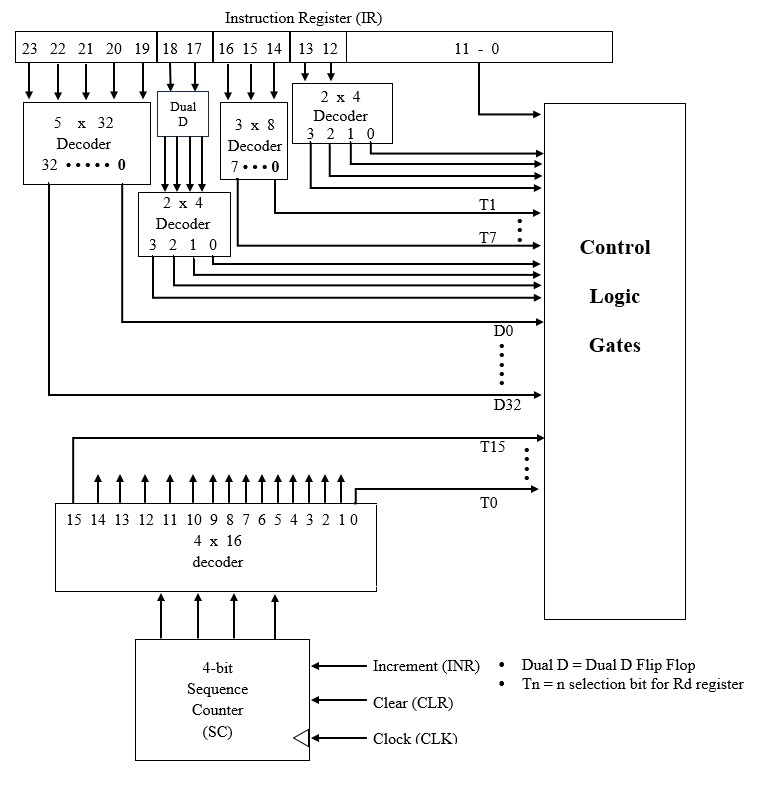 Instruction Register (IR)
23 22 21 20 19 18 17 16 15 14 13 12 11 - 0
5 x 32
Decoder
32 ••••• 0
Dual
D
3 x 8
Decoder
7 ••• 0
2 x 4
Decoder
3 2 1 0
2 x 4
Decoder
3 2 1 0
T1
T7
D0
D32
T15
T0
Control
Logic
Gates
15 14 13 12 11 10 9 8 7 6 5 4 3 2 1 0
4 x 16
decoder
4-bit
Sequence
Counter
(SC)
Increment (INR)
Clear (CLR)
Clock (CLK)
• Dual D = Dual D Flip Flop
• Tn = n selection bit for Rd register